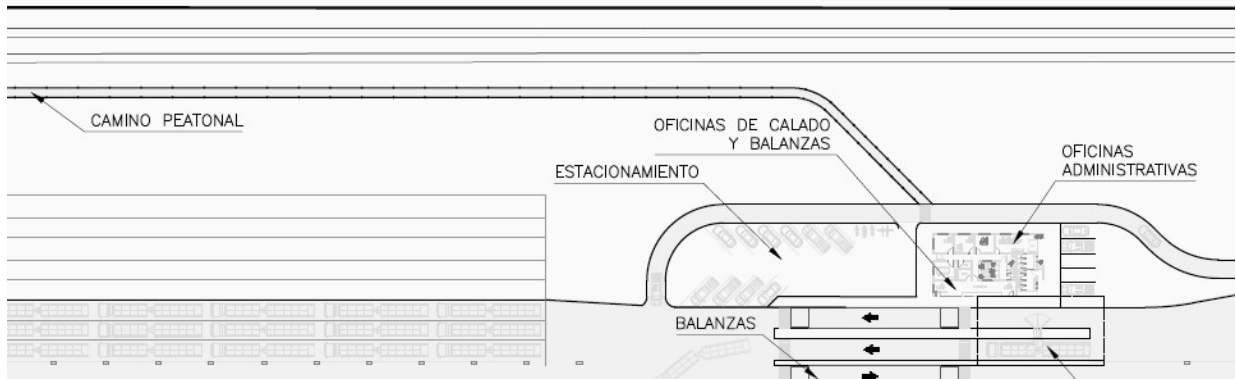 CAMINO PEATONAL
OFICINAS DE CALADO
Y BALANZAS
OFICINAS
ADMINISTRATIVAS
ESTACIONAMIENTO
BALANZAS